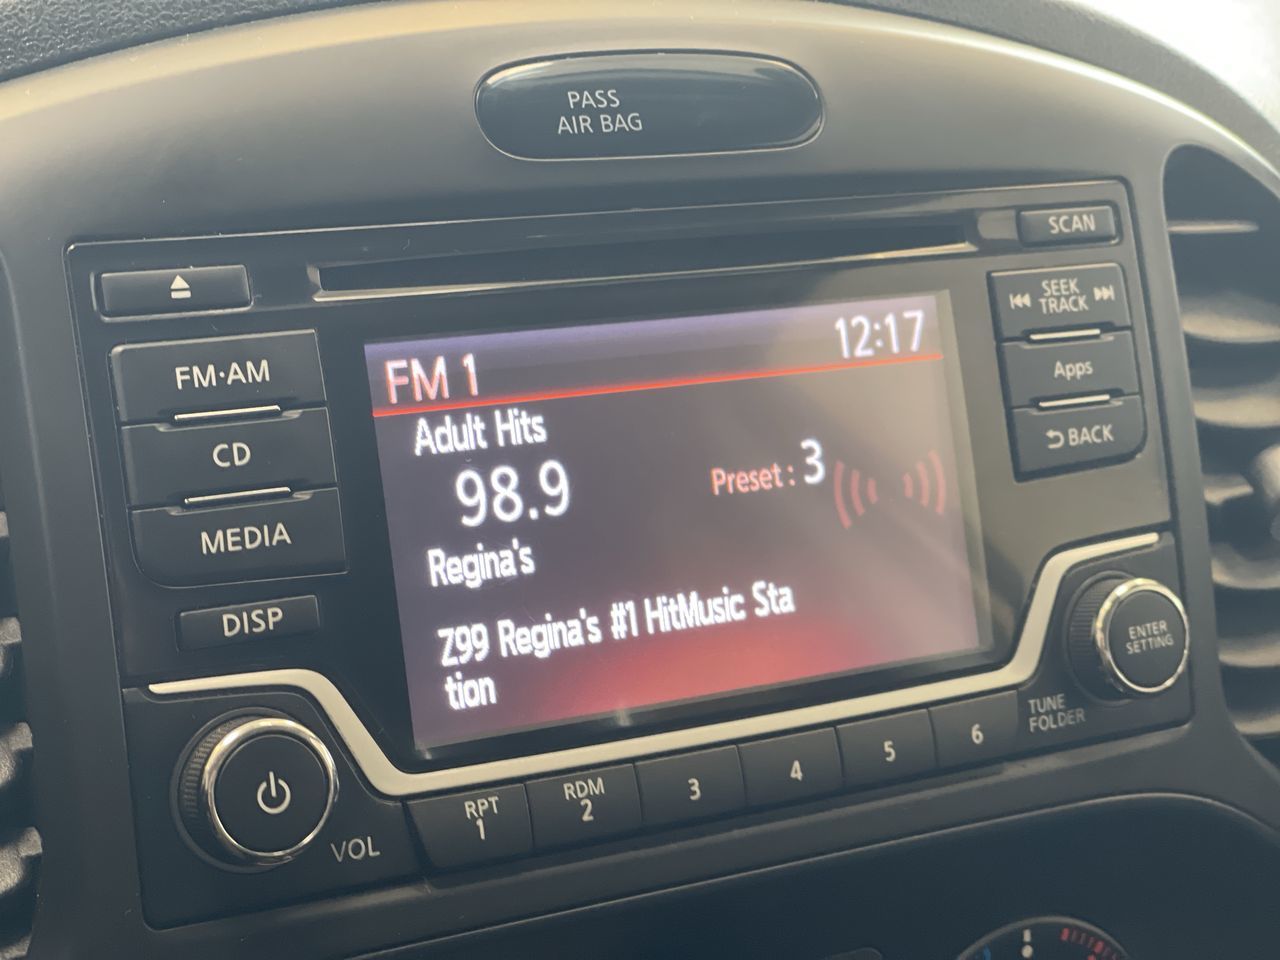 PASS
AIR BAG
SCAN
SEEK
TRACK
FM·AM
FM 1
12:17
Apps
Adult Hits
CD
98.9
Preset : 3
BACK
MEDIA
Regina's
DISP
Z99 Regina's #1 HitMusic Sta
tion
ENTER
SETTING
TUNE
FOLDER
VOL
RPT
1
RDM
2
3
4
5
6